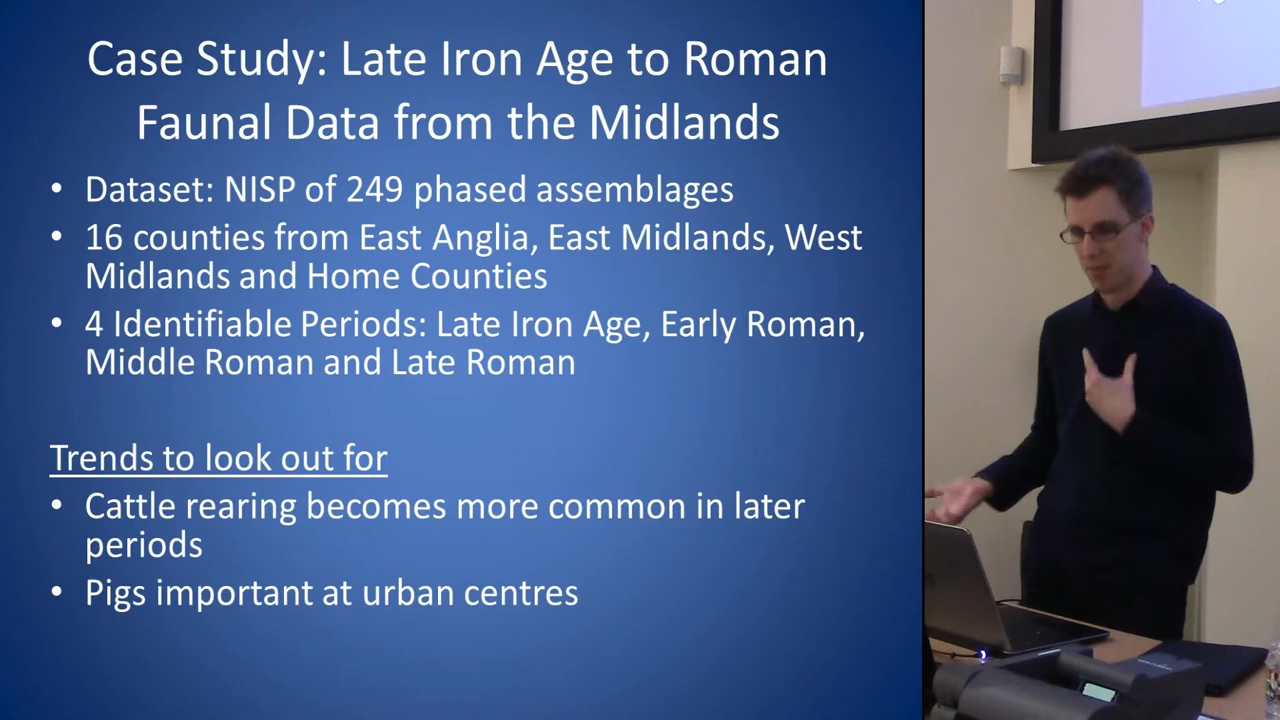 Case Study: Late Iron Age to Roman
Faunal Data from the Midlands
• Dataset: NISP of 249 phased assemblages
• 16 counties from East Anglia, East Midlands, West
Midlands and Home Counties
• 4 Identifiable Periods: Late Iron Age, Early Roman,
Middle Roman and Late Roman
Trends to look out for
• Cattle rearing becomes more common in later
periods
• Pigs important at urban centres